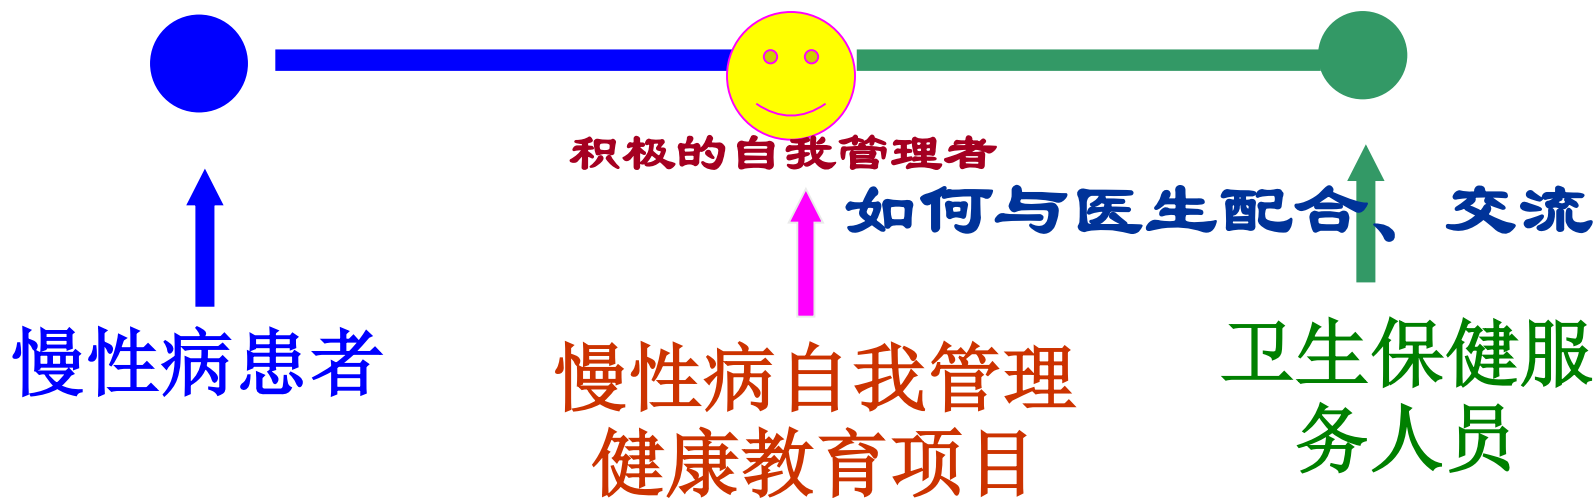 积极的自我管理者
如何与医生配合、交流
慢性病患者
慢性病自我管理
健康教育项目
卫生保健服
务人员